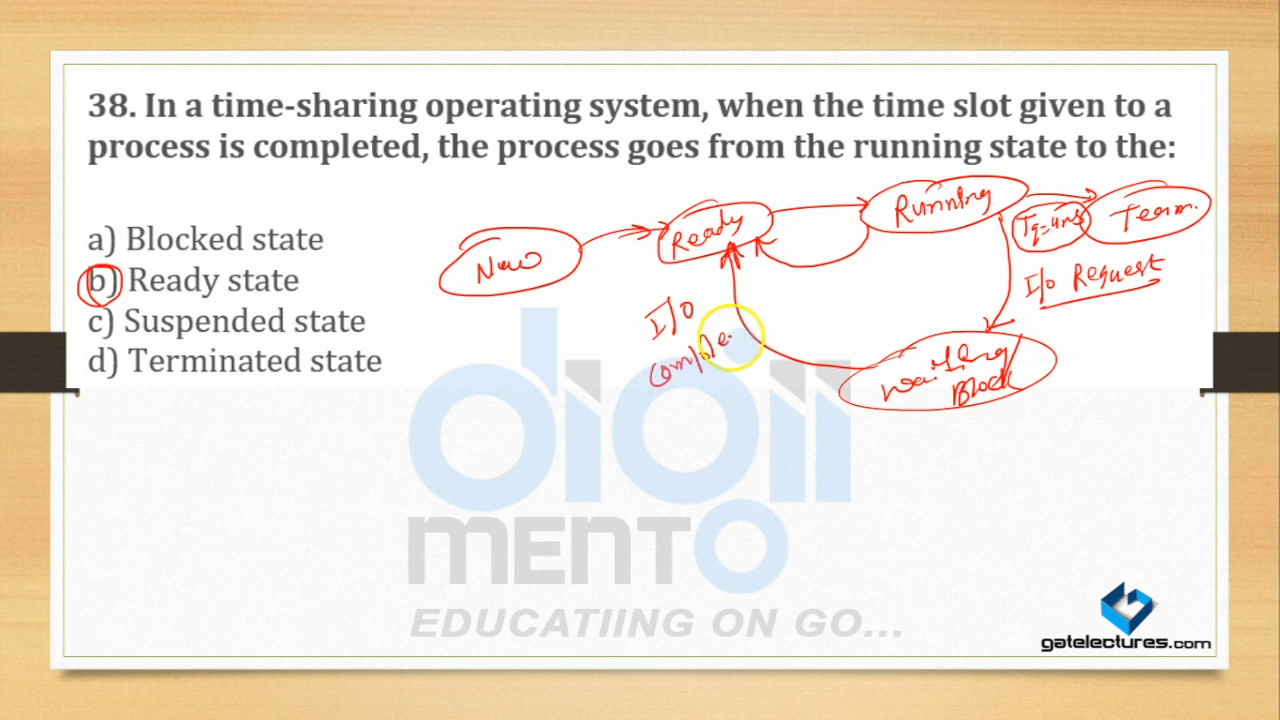 38. In a time-sharing operating system, when the time slot given to a
process is completed, the process goes from the running state to the:
a) Blocked state
b) Ready state
c) Suspended state
d) Terminated state
New
Ready
Running
Term.
I/O Request
I/O
Comple.
Waiting
Block
digii
MENTO
EDUCATIING ON GO...
gatelectures.com